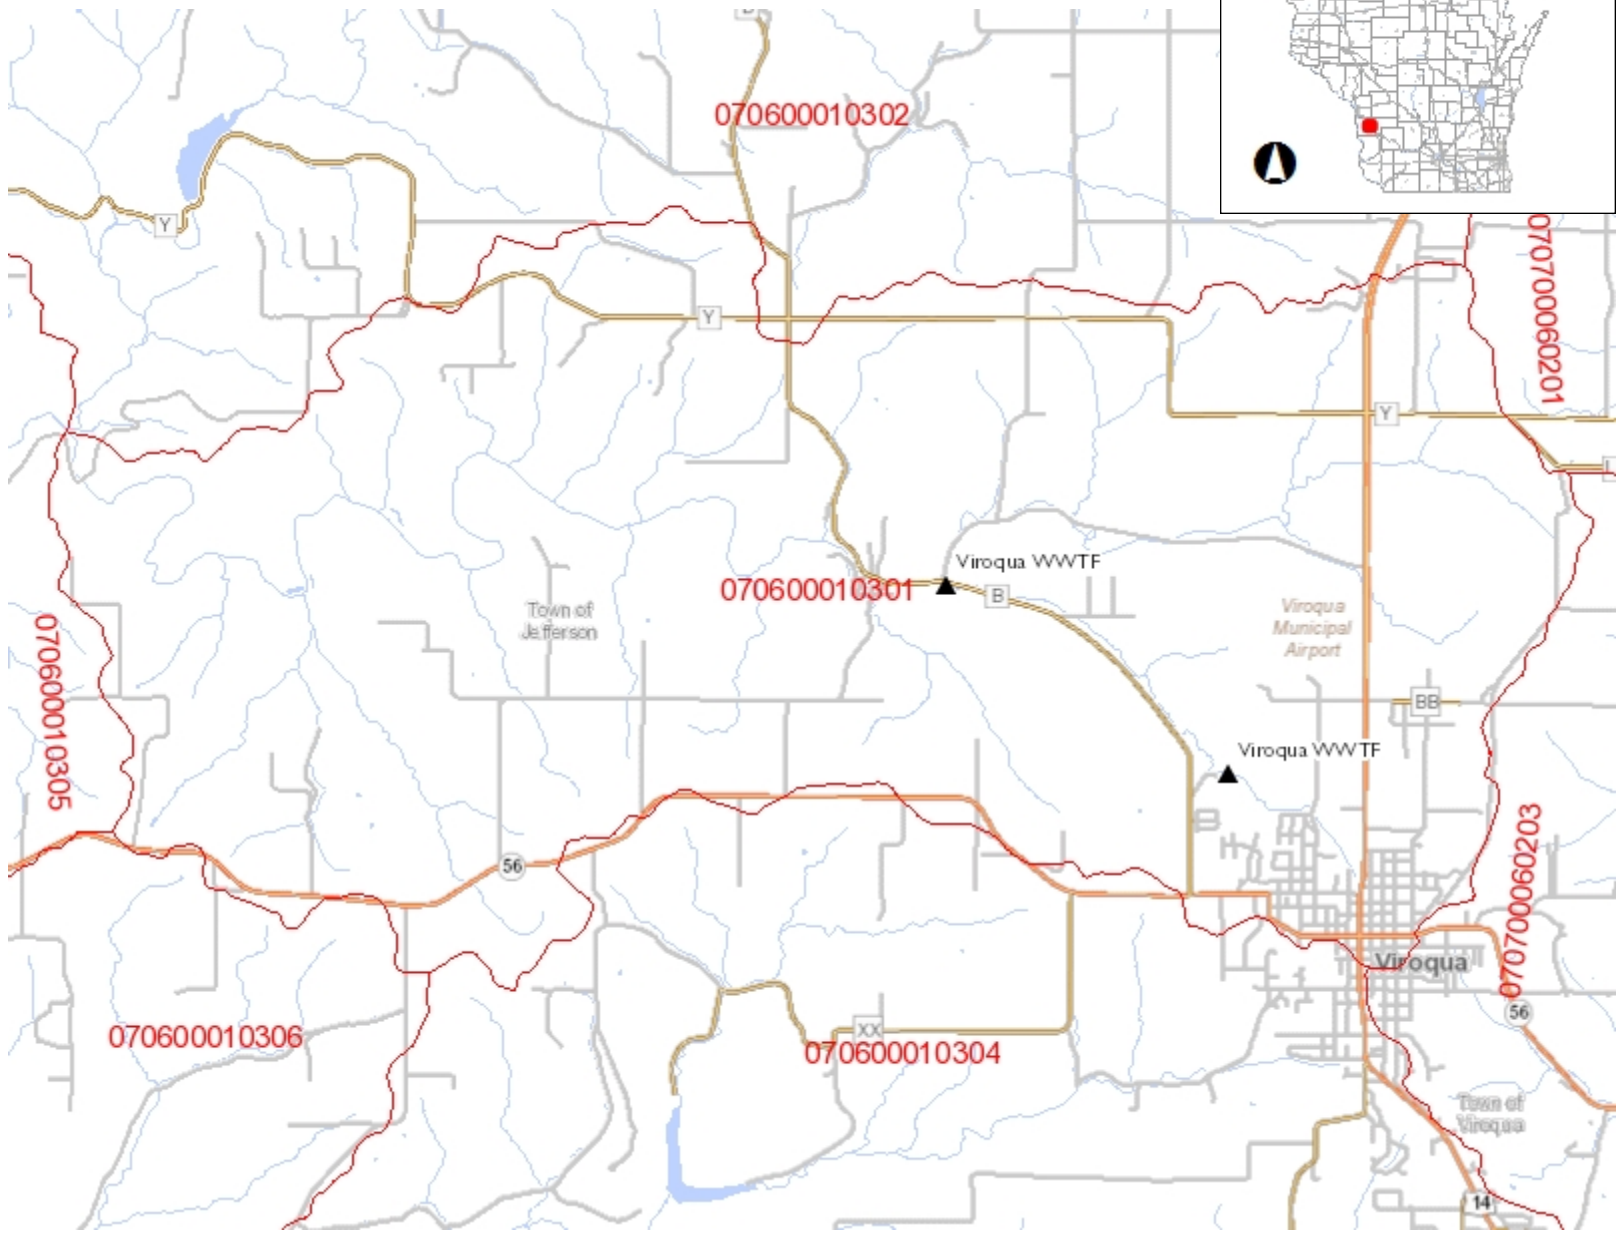 070600010302
Y
Y
070700060201
Y
Viroqua WWTF
070600010301
B
Town of
Jefferson
Viroqua
Municipal
Airport
070600010305
BB
Viroqua WWTF
070700060203
56
Viroqua
56
070600010306
XX
070600010304
Town of
Viroqua
14